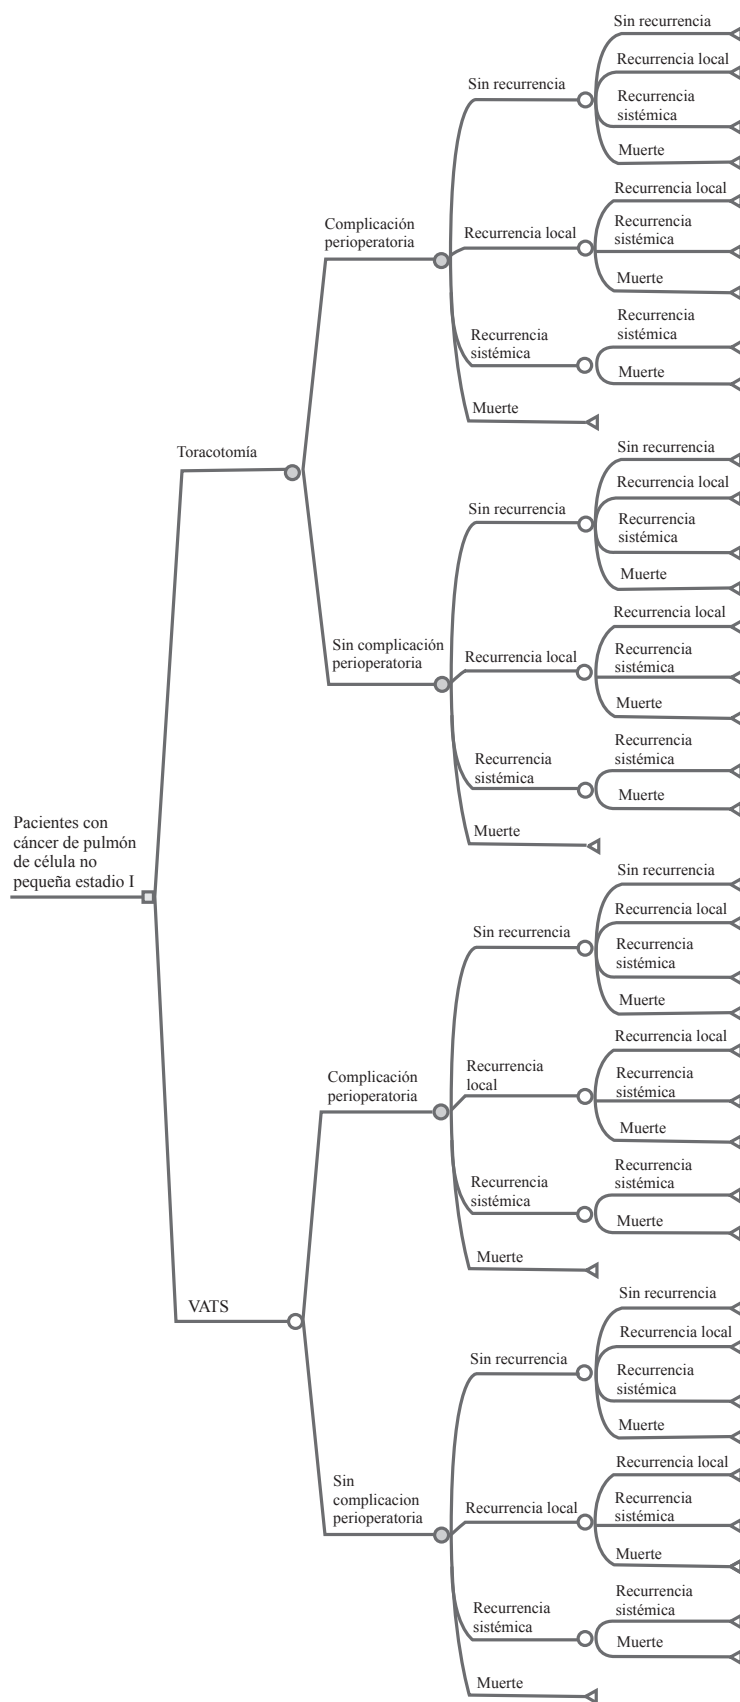 Sin recurrencia
Recurrencia local
Sin recurrencia
Recurrencia
sistémica
Muerte
Recurrencia local
Complicación
perioperatoria
Recurrencia local
Recurrencia
sistémica
Muerte
Recurrencia
sistémica
Recurrencia
sistémica
Muerte
Muerte
Toracotomía
Sin recurrencia
Recurrencia local
Sin recurrencia
Recurrencia
sistémica
Muerte
Recurrencia local
Sin complicación
perioperatoria
Recurrencia local
Recurrencia
sistémica
Muerte
Recurrencia
sistémica
Recurrencia
sistémica
Muerte
Muerte
Pacientes con
cáncer de pulmón
de célula no
pequeña estadio I
Sin recurrencia
Recurrencia local
Sin recurrencia
Recurrencia
sistémica
Muerte
Recurrencia local
Complicación
perioperatoria
Recurrencia
local
Recurrencia
sistémica
Muerte
Recurrencia
sistémica
Recurrencia
sistémica
Muerte
Muerte
VATS
Sin recurrencia
Recurrencia local
Sin recurrencia
Recurrencia
sistémica
Muerte
Recurrencia local
Sin
complicacion
perioperatoria
Recurrencia local
Recurrencia
sistémica
Muerte
Recurrencia
sistémica
Recurrencia
sistémica
Muerte
Muerte